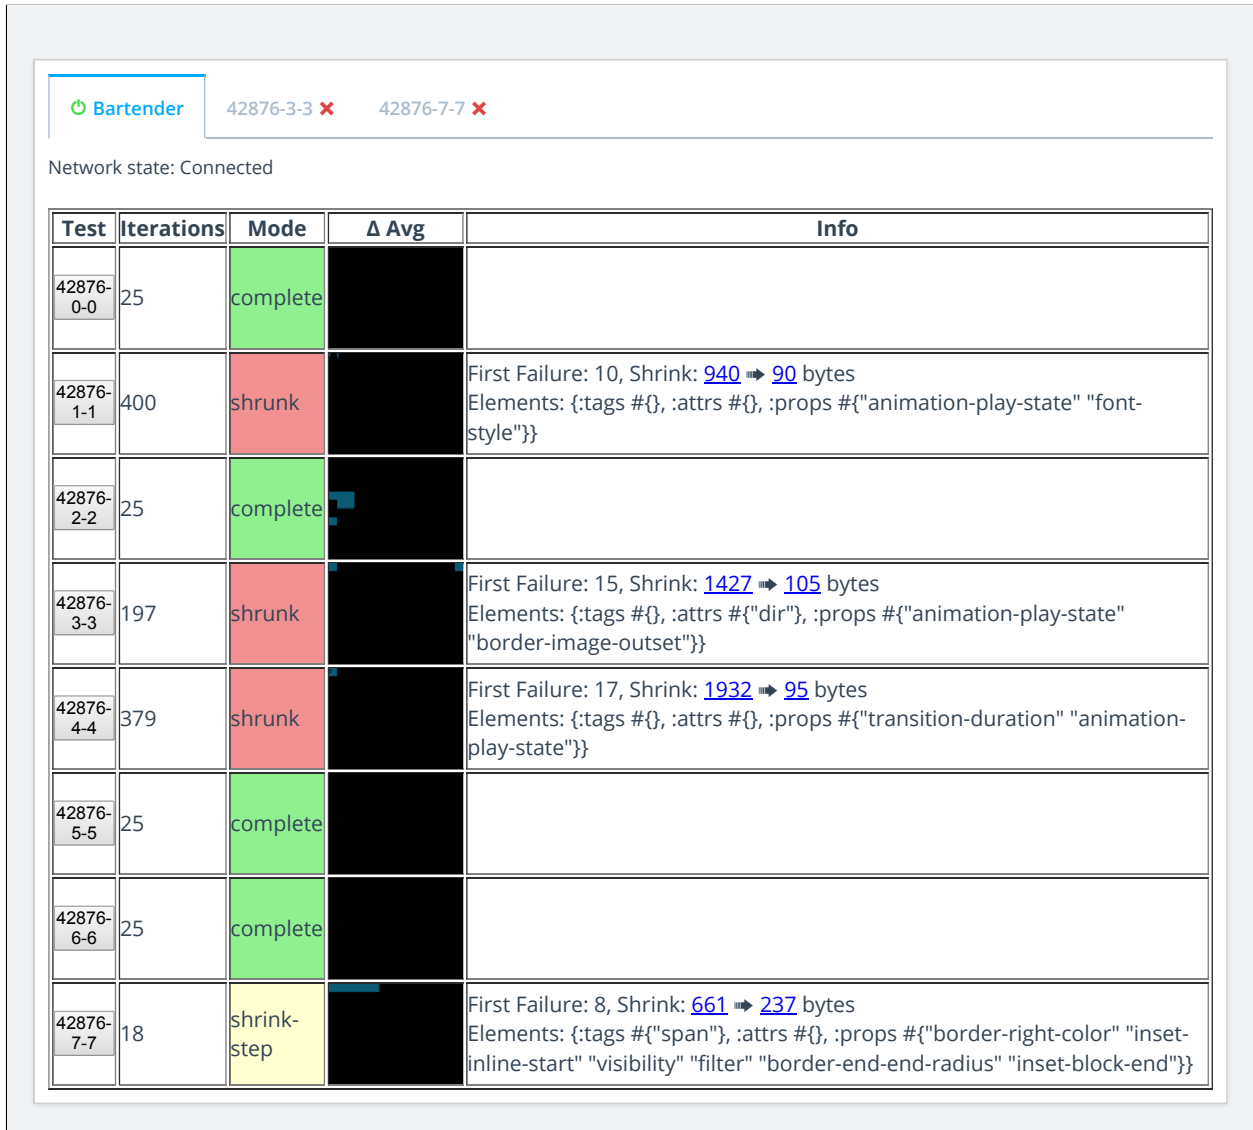 Bartender 42876-3-3 42876-7-7
Network state: Connected
Test Iterations Mode Δ Avg Info
42876-
0-0
25
complete
42876-
1-1
400
shrunk
First Failure: 10, Shrink: 940 ➠ 90 bytes
Elements: {:tags #{}, :attrs #{}, :props #{"animation-play-state" "font-
style"}}
42876-
2-2
25
complete
42876-
3-3
197
shrunk
First Failure: 15, Shrink: 1427 ➠ 105 bytes
Elements: {:tags #{}, :attrs #{"dir"}, :props #{"animation-play-state"
"border-image-outset"}}
42876-
4-4
379
shrunk
First Failure: 17, Shrink: 1932 ➠ 95 bytes
Elements: {:tags #{}, :attrs #{}, :props #{"transition-duration" "animation-
play-state"}}
42876-
5-5
25
complete
42876-
6-6
25
complete
42876-
7-7
18
shrink-
step
First Failure: 8, Shrink: 661 ➠ 237 bytes
Elements: {:tags #{"span"}, :attrs #{}, :props #{"border-right-color" "inset-
inline-start" "visibility" "filter" "border-end-end-radius" "inset-block-end"}}